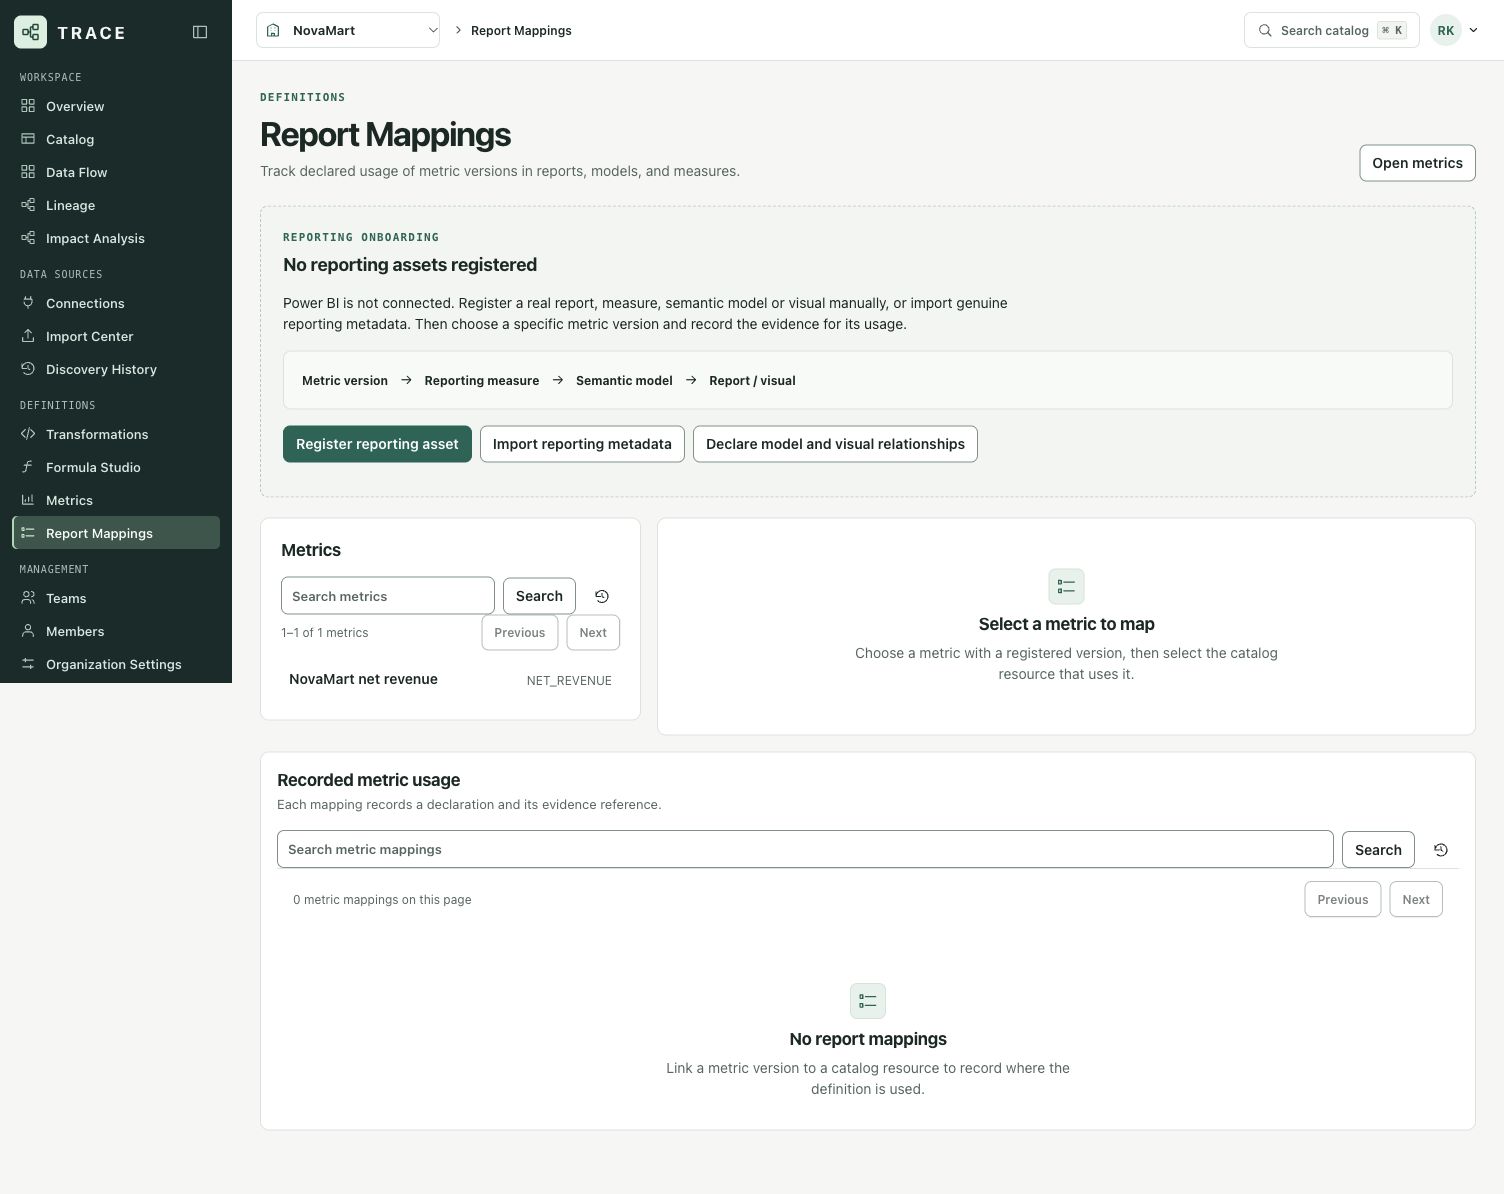 TRACE
WORKSPACE
Overview
Catalog
Data Flow
Lineage
Impact Analysis
DATA SOURCES
Connections
Import Center
Discovery History
DEFINITIONS
Transformations
Formula Studio
Metrics
Report Mappings
MANAGEMENT
Teams
Members
Organization Settings
NovaMart
Report Mappings
Search catalog ⌘ K
RK
DEFINITIONS
Report Mappings
Track declared usage of metric versions in reports, models, and measures.
Open metrics
REPORTING ONBOARDING
No reporting assets registered
Power BI is not connected. Register a real report, measure, semantic model or visual manually, or import genuine
reporting metadata. Then choose a specific metric version and record the evidence for its usage.
Metric version → Reporting measure → Semantic model → Report / visual
Register reporting asset Import reporting metadata Declare model and visual relationships
Metrics
Search metrics Search
1–1 of 1 metrics Previous Next
NovaMart net revenue NET_REVENUE
Select a metric to map
Choose a metric with a registered version, then select the catalog
resource that uses it.
Recorded metric usage
Each mapping records a declaration and its evidence reference.
Search metric mappings Search
0 metric mappings on this page Previous Next
No report mappings
Link a metric version to a catalog resource to record where the
definition is used.